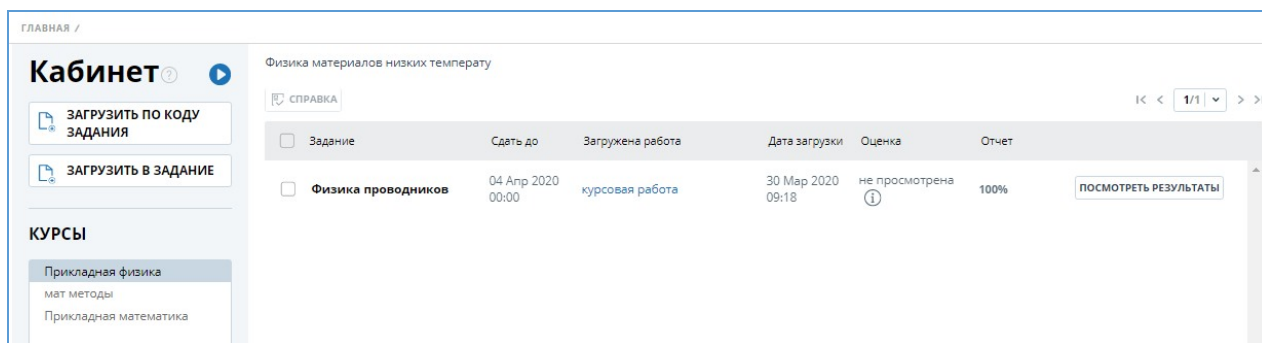 ГЛАВНАЯ /
Кабинет
ЗАГРУЗИТЬ ПО КОДУ
ЗАДАНИЯ
ЗАГРУЗИТЬ В ЗАДАНИЕ
КУРСЫ
Прикладная физика
мат методы
Прикладная математика
Физика материалов низких температу
СПРАВКА
1/1
Задание Сдать до Загружена работа Дата загрузки Оценка Отчет
Физика проводников 04 Апр 2020 курсовая работа 30 Мар 2020 не просмотрена 100% ПОСМОТРЕТЬ РЕЗУЛЬТАТЫ
00:00 09:18